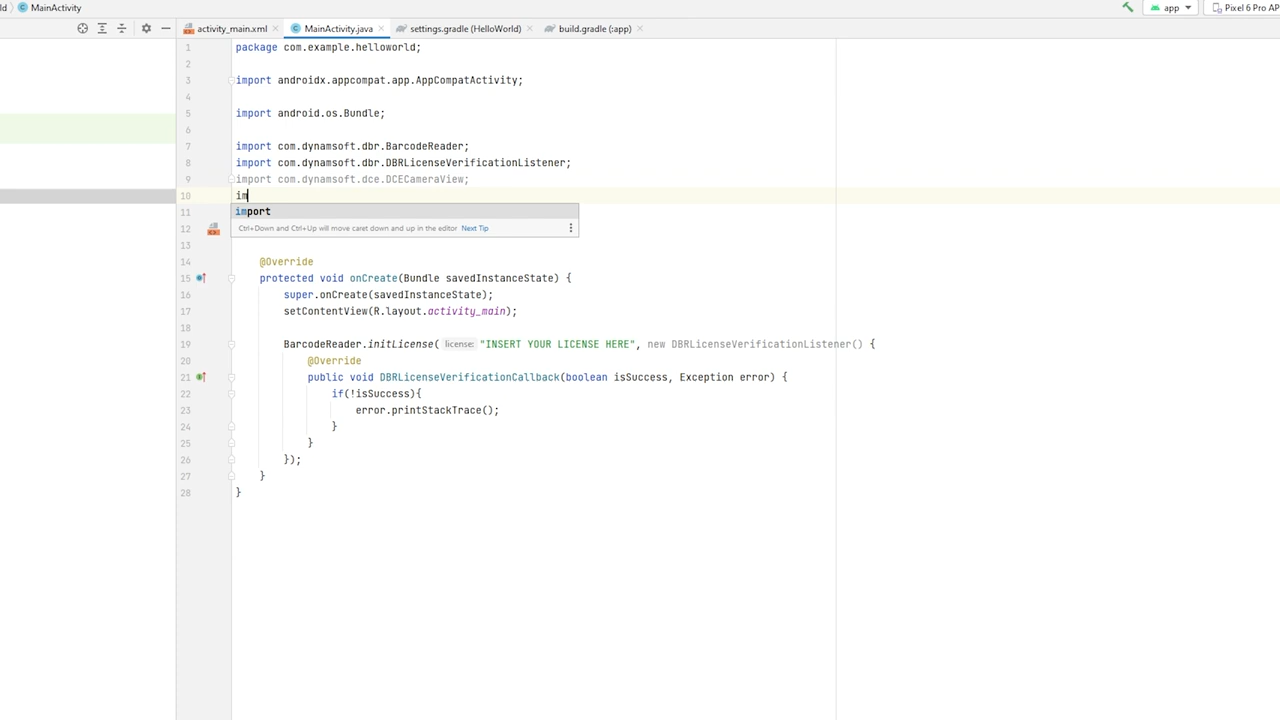 ld MainActivity
app
Pixel 6 Pro AP
activity_main.xml MainActivity.java settings.gradle (HelloWorld) build.gradle (:app)
1 package com.example.helloworld;
2
3 import androidx.appcompat.app.AppCompatActivity;
4
5 import android.os.Bundle;
6
7 import com.dynamsoft.dbr.BarcodeReader;
8 import com.dynamsoft.dbr.DBRLicenseVerificationListener;
9 import com.dynamsoft.dce.DCECameraView;
10 im
11 import
12 Ctrl+Down and Ctrl+Up will move caret down and up in the editor Next Tip
13
14 @Override
15 protected void onCreate(Bundle savedInstanceState) {
16 super.onCreate(savedInstanceState);
17 setContentView(R.layout.activity_main);
18
19 BarcodeReader.initLicense( license: "INSERT YOUR LICENSE HERE", new DBRLicenseVerificationListener() {
20 @Override
21 public void DBRLicenseVerificationCallback(boolean isSuccess, Exception error) {
22 if(!isSuccess){
23 error.printStackTrace();
24 }
25 }
26 });
27 }
28 }